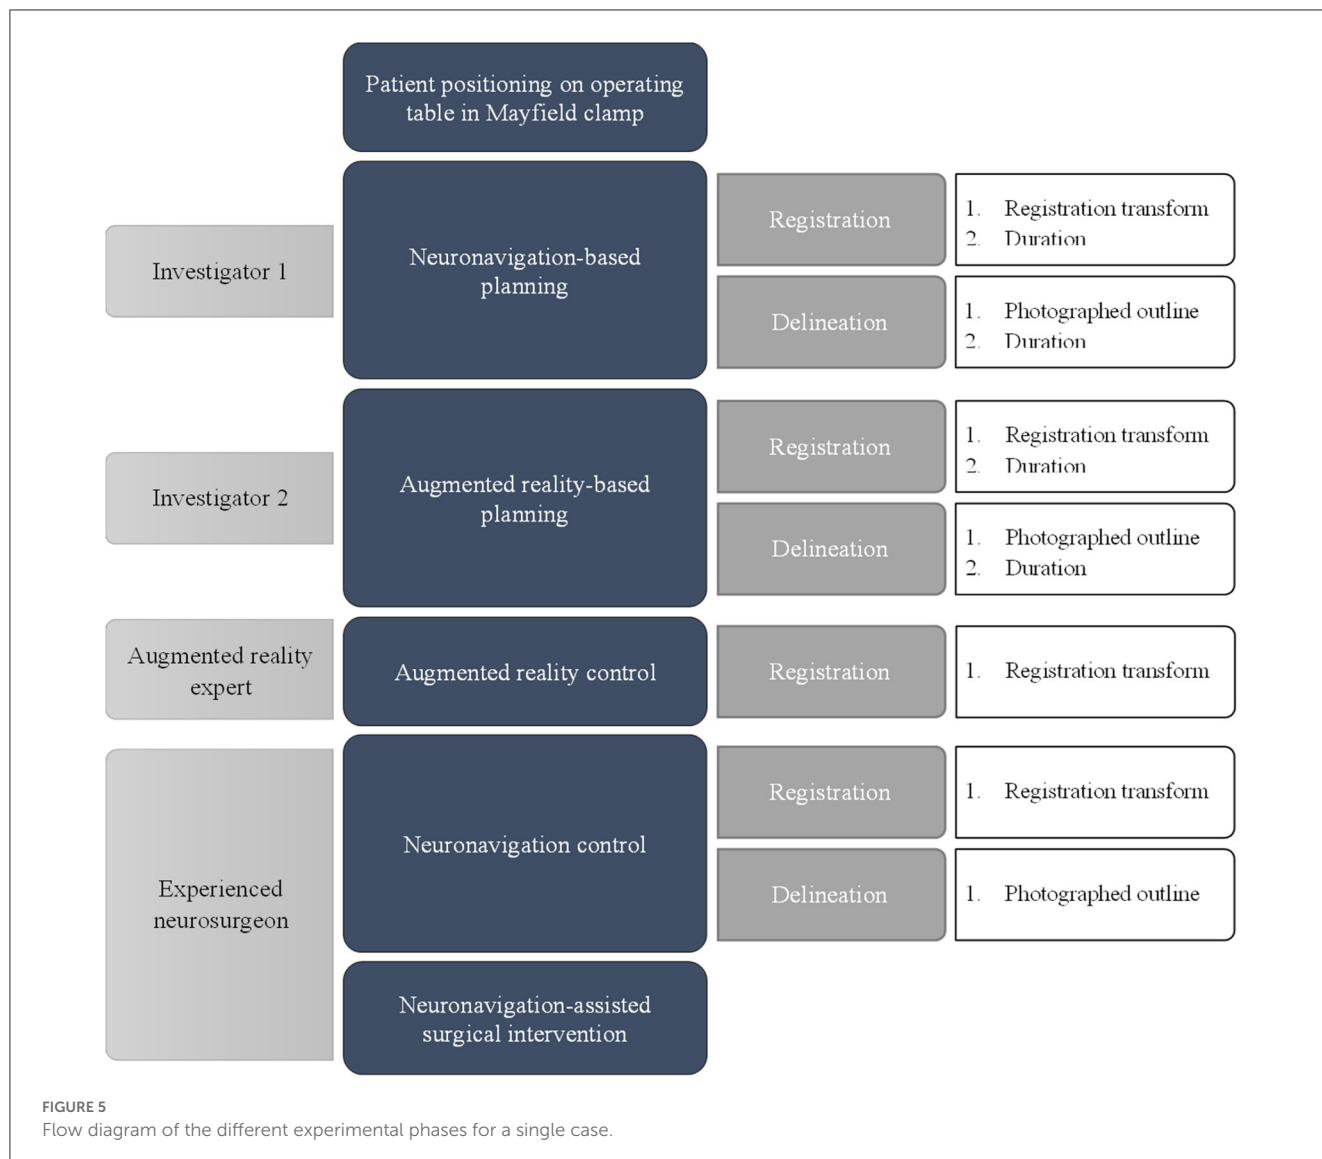 Patient positioning on operating
table in Mayfield clamp
Investigator 1
Neuronavigation-based
planning
Registration
1. Registration transform
2. Duration
Delineation
1. Photographed outline
2. Duration
Investigator 2
Augmented reality-based
planning
Registration
1. Registration transform
2. Duration
Delineation
1. Photographed outline
2. Duration
Augmented reality
expert
Augmented reality control
Registration
1. Registration transform
Experienced
neurosurgeon
Neuronavigation control
Registration
1. Registration transform
Delineation
1. Photographed outline
Neuronavigation-assisted
surgical intervention
FIGURE 5
Flow diagram of the different experimental phases for a single case.